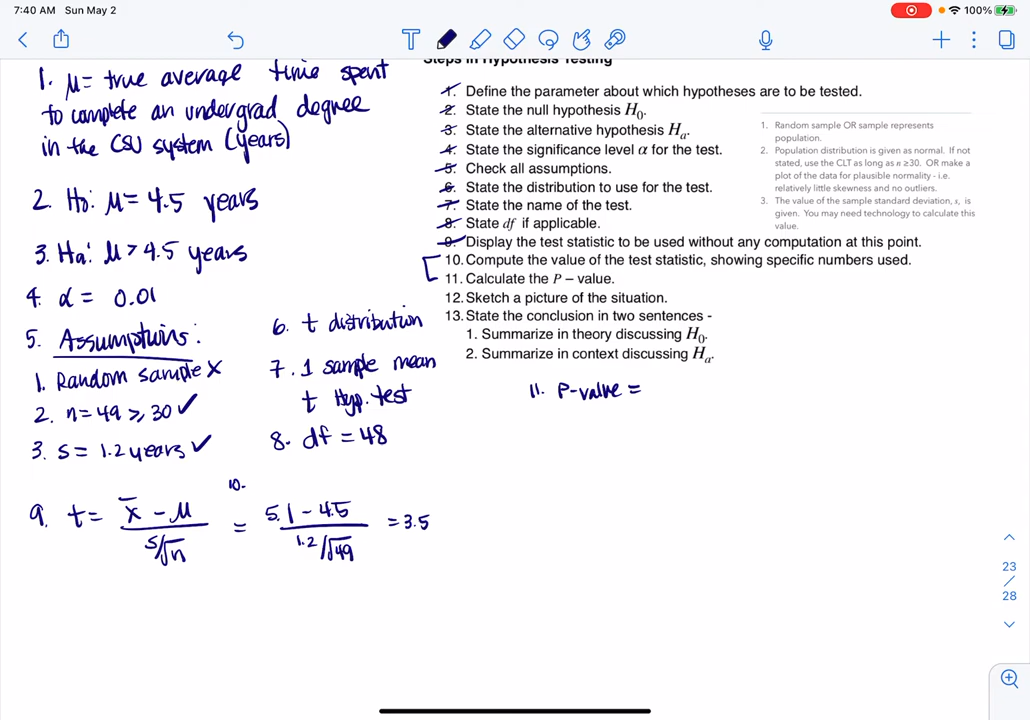 7:40 AM Sun May 2
100%
T
Steps in Hypothesis Testing
1. μ = true average time spent
to complete an undergrad degree
in the CSU system (years)
2. Ho: μ = 4.5 years
3. Ha: μ > 4.5 years
4. α = 0.01
5. Assumptions:
1. Random sample X
2. n = 49 ≥ 30 ✓
3. s = 1.2 years ✓
6. t distribution
7. 1 sample mean
t Hyp. test
8. df = 48
9. t = x̄ - μ / s/√n
10.
= 5.1 - 4.5 / 1.2/√49 = 3.5
1. Define the parameter about which hypotheses are to be tested.
2. State the null hypothesis H₀.
3. State the alternative hypothesis Hₐ.
4. State the significance level α for the test.
5. Check all assumptions.
6. State the distribution to use for the test.
7. State the name of the test.
8. State df if applicable.
9. Display the test statistic to be used without any computation at this point.
10. Compute the value of the test statistic, showing specific numbers used.
11. Calculate the P – value.
12. Sketch a picture of the situation.
13. State the conclusion in two sentences -
1. Summarize in theory discussing H₀.
2. Summarize in context discussing Hₐ.
11. P-value =
1. Random sample OR sample represents
population.
2. Population distribution is given as normal. If not
stated, use the CLT as long as n ≥30. OR make a
plot of the data for plausible normality - i.e.
relatively little skewness and no outliers.
3. The value of the sample standard deviation, s, is
given. You may need technology to calculate this
value.
23
/
28